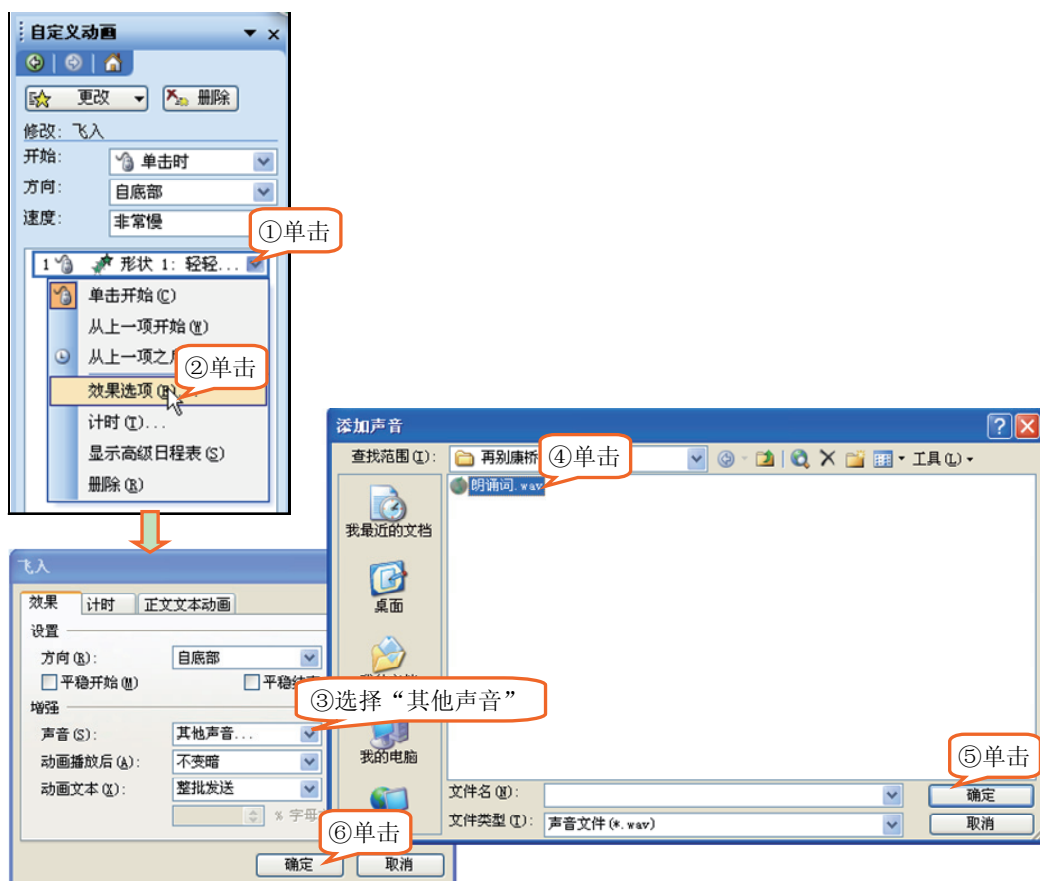 自定义动画
更改
删除
修改: 飞入
开始:
单击时
方向:
自底部
速度:
非常慢
①单击
1
形状 1: 轻轻...
单击开始(C)
从上一项开始(W)
从上一项之
②单击
效果选项
计时(T)...
显示高级日程表(S)
删除(R)
飞入
效果
计时
正文文本动画
设置
方向(R):
自底部
平稳开始(M)
平稳
③选择“其他声音”
增强
声音(S):
其他声音...
动画播放后(A):
不变暗
动画文本(X):
整批发送
% 字母
⑥单击
确定
取消
添加声音
查找范围(I):
再别康桥
④单击
工具(L)
朗诵词.wav
我最近的文档
桌面
我的电脑
⑤单击
文件名(N):
确定
文件类型(T):
声音文件(*.wav)
取消